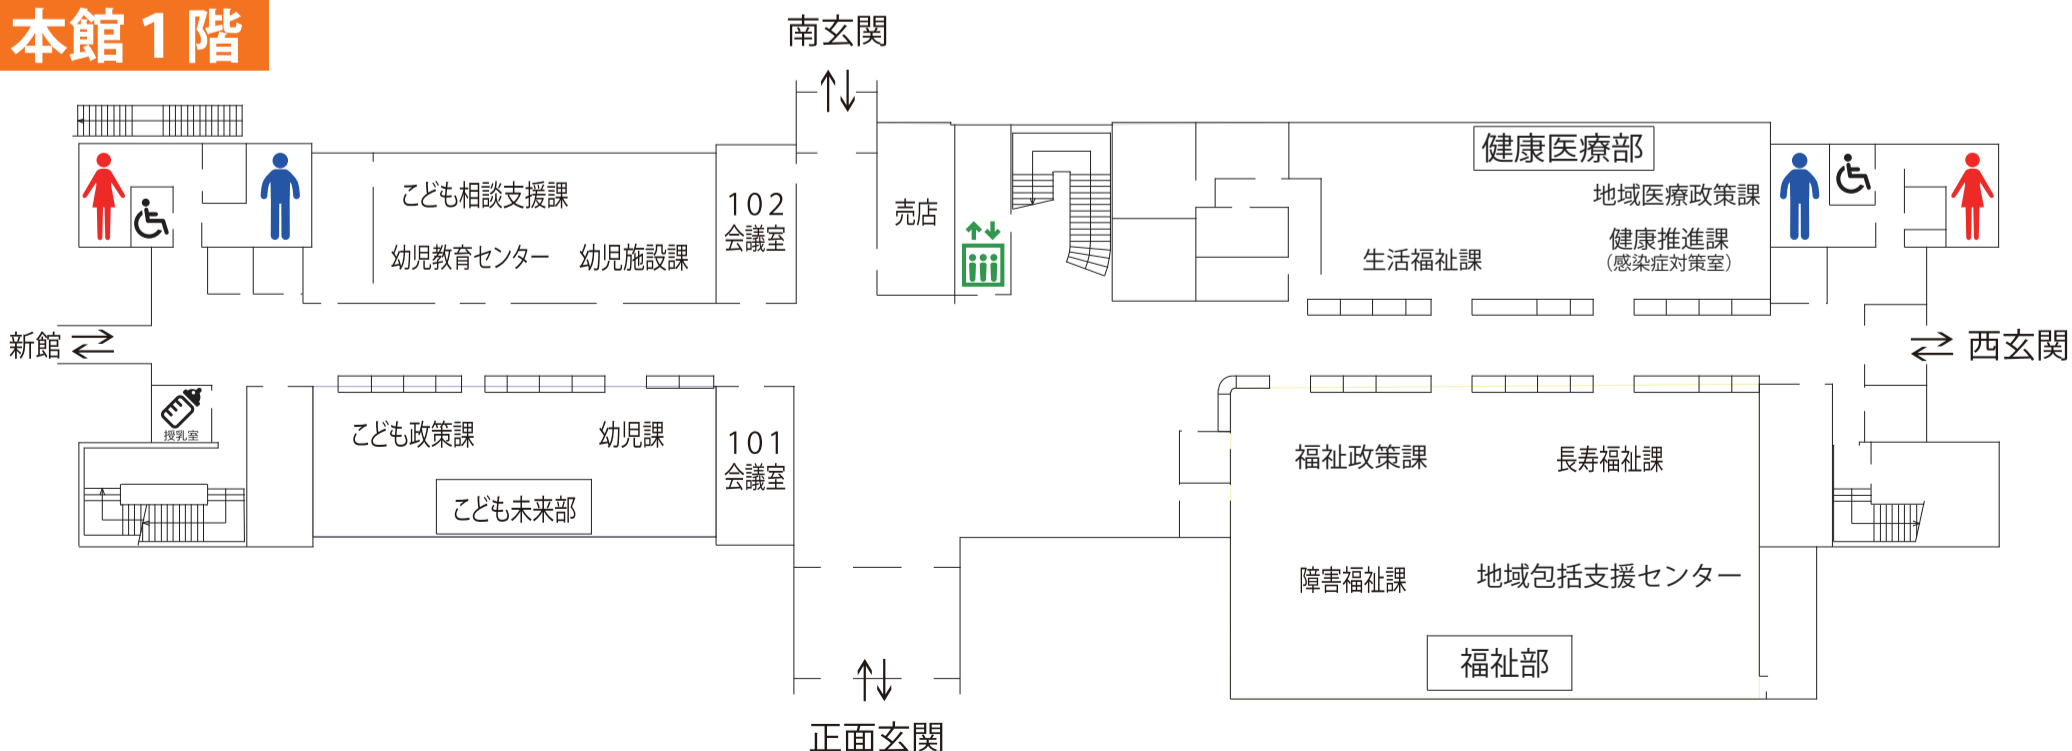 本館1階
南玄関
こども相談支援課
幼児教育センター
幼児施設課
102
会議室
売店
健康医療部
地域医療政策課
健康推進課
(感染症対策室)
生活福祉課
新館
西玄関
授乳室
こども政策課
幼児課
こども未来部
101
会議室
福祉政策課
長寿福祉課
障害福祉課
地域包括支援センター
福祉部
正面玄関